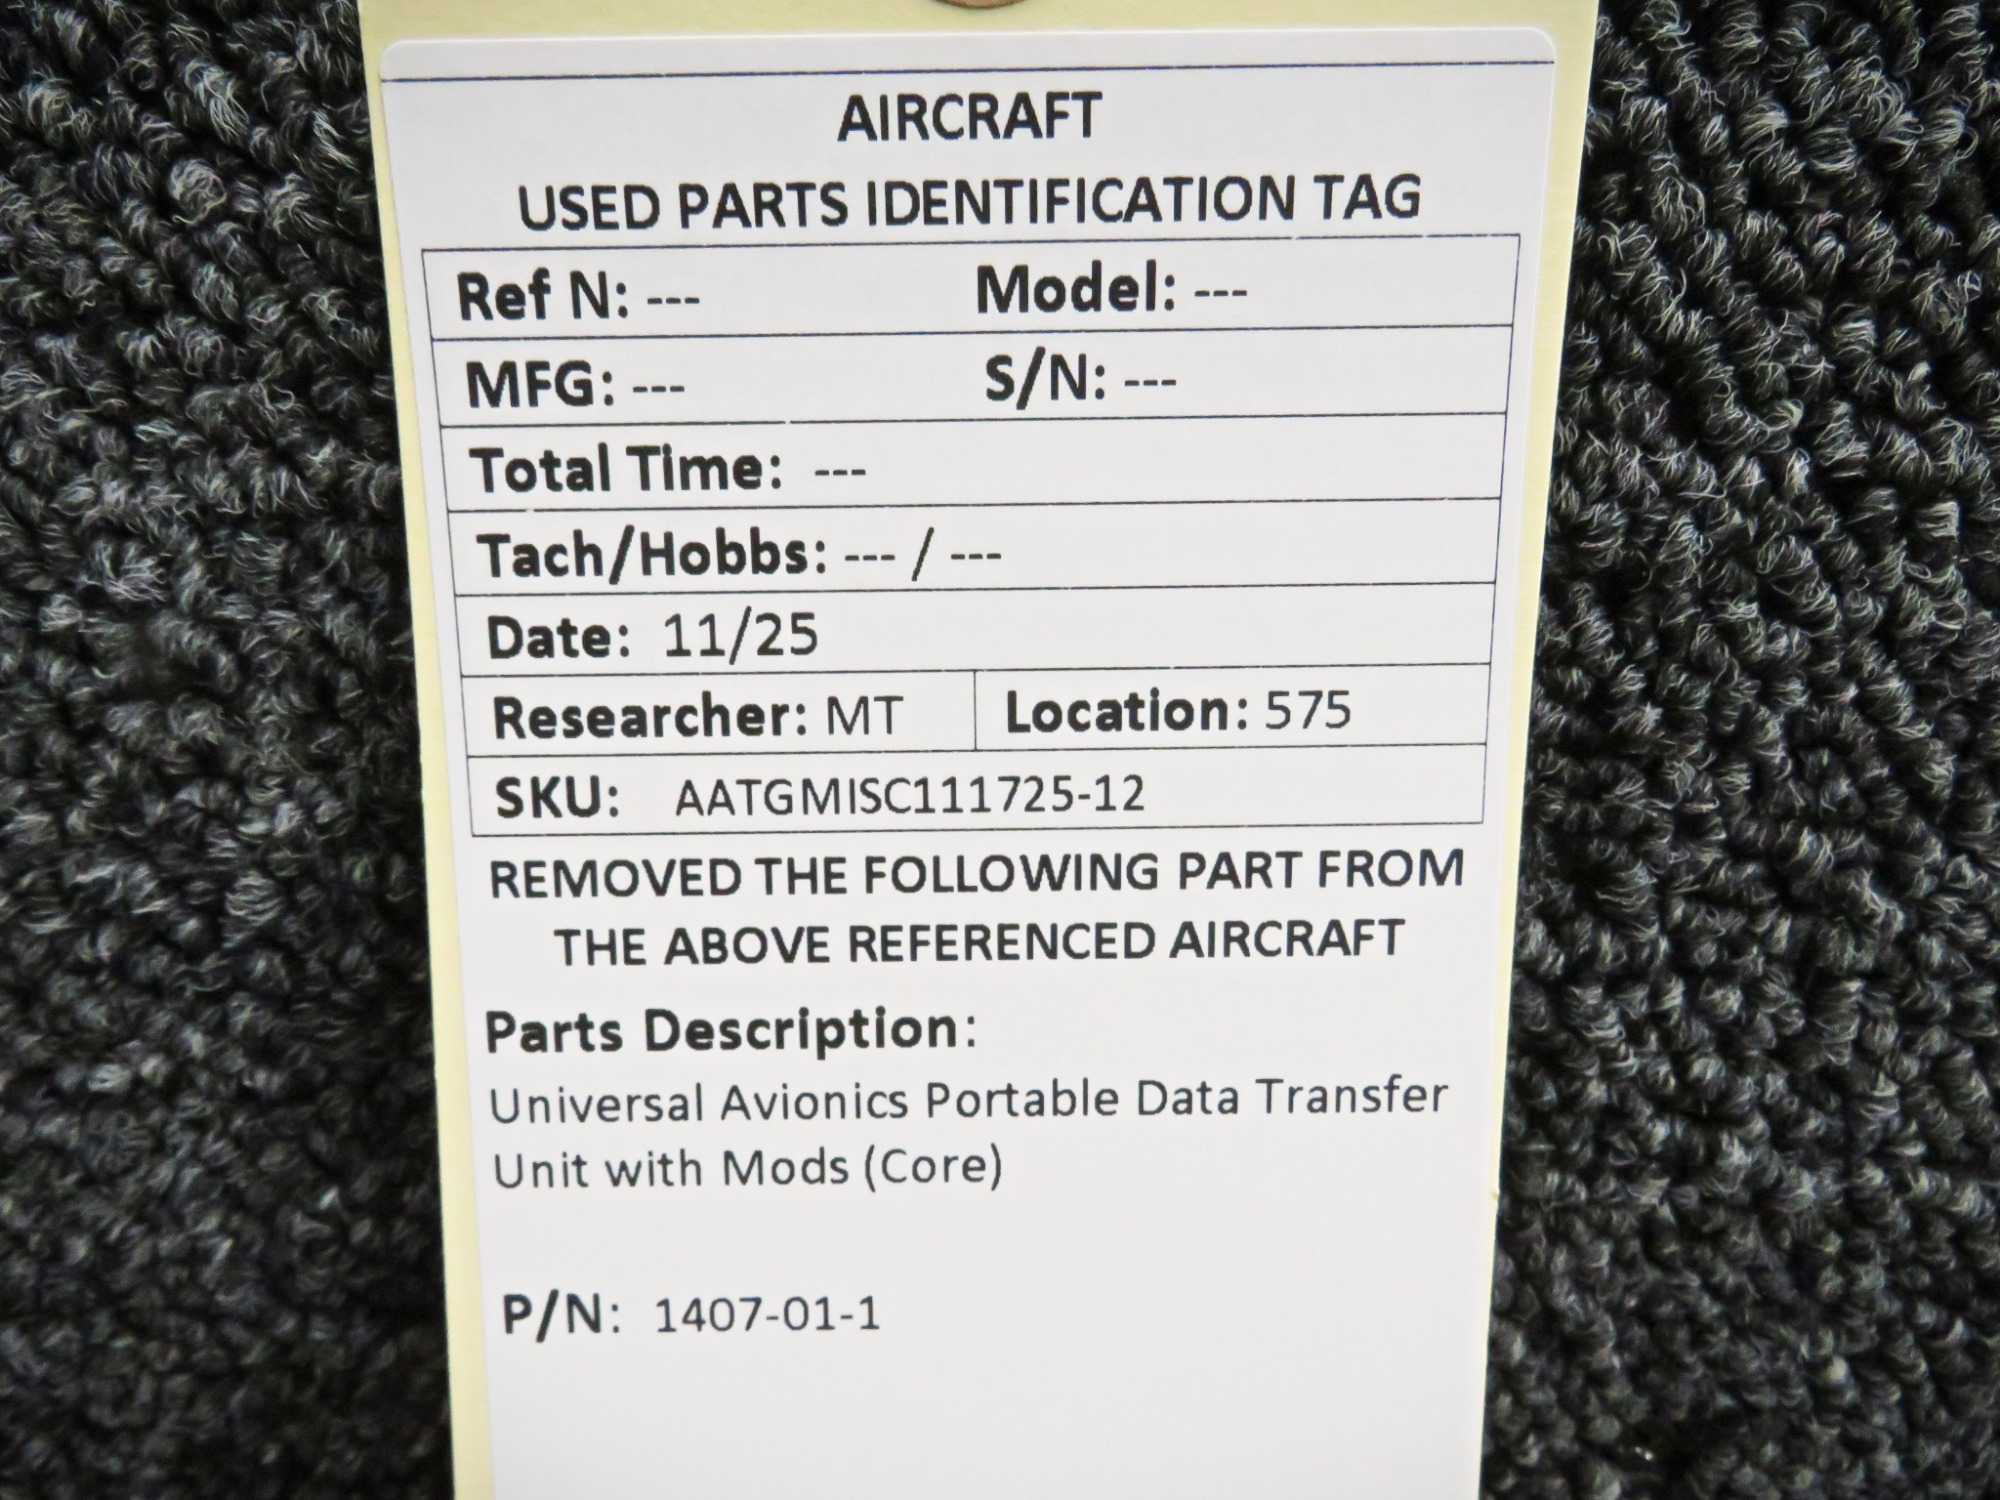 AIRCRAFT
USED PARTS IDENTIFICATION TAG
Ref N: --- Model: ---
MFG: --- S/N: ---
Total Time: ---
Tach/Hobbs: --- / ---
Date: 11/25
Researcher: MT Location: 575
SKU: AATGMISC111725-12
REMOVED THE FOLLOWING PART FROM
THE ABOVE REFERENCED AIRCRAFT
Parts Description:
Universal Avionics Portable Data Transfer
Unit with Mods (Core)
P/N: 1407-01-1